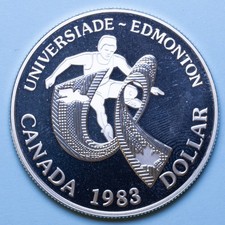 UNIVERSIADE ~ EDMONTON
CANADA 1983 DOLLAR